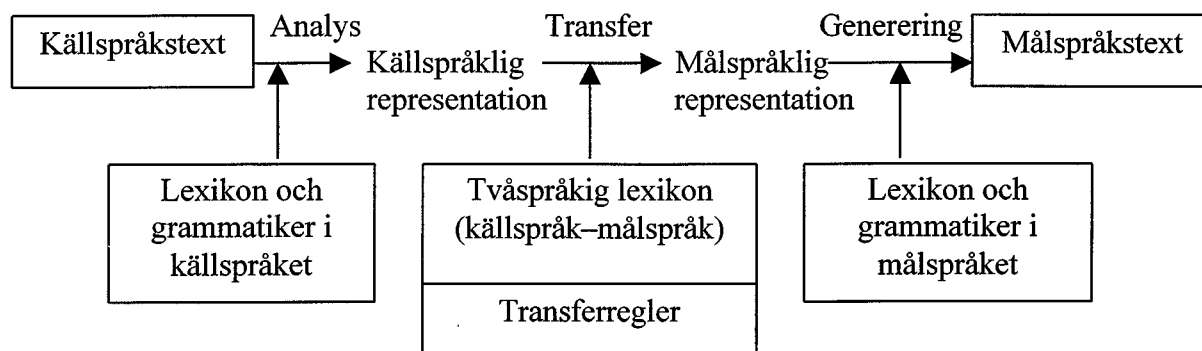 Källspråkstext
Analys
Källspråklig
representation
Transfer
Målspråklig
representation
Generering
Målspråkstext
Lexikon och
grammatiker i
källspråket
Tvåspråkig lexikon
(källspråk–målspråk)
Transferregler
Lexikon och
grammatiker i
målspråket